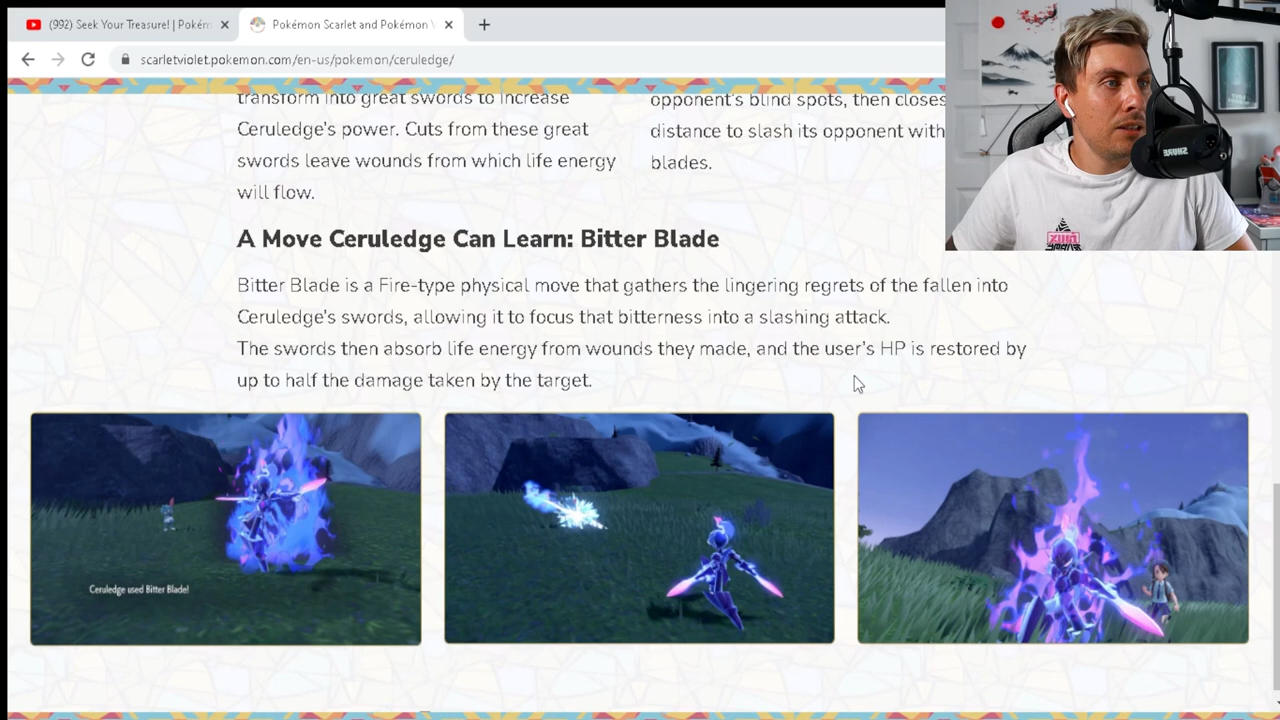 (992) Seek Your Treasure! | Pokém
Pokémon Scarlet and Pokémon V
scarletviolet.pokemon.com/en-us/pokemon/ceruledge/
transform into great swords to increase
Ceruledge's power. Cuts from these great
swords leave wounds from which life energy
will flow.
opponent's blind spots, then closes
distance to slash its opponent with
blades.
A Move Ceruledge Can Learn: Bitter Blade
Bitter Blade is a Fire-type physical move that gathers the lingering regrets of the fallen into
Ceruledge's swords, allowing it to focus that bitterness into a slashing attack.
The swords then absorb life energy from wounds they made, and the user's HP is restored by
up to half the damage taken by the target.
Ceruledge used Bitter Blade!
SHURE